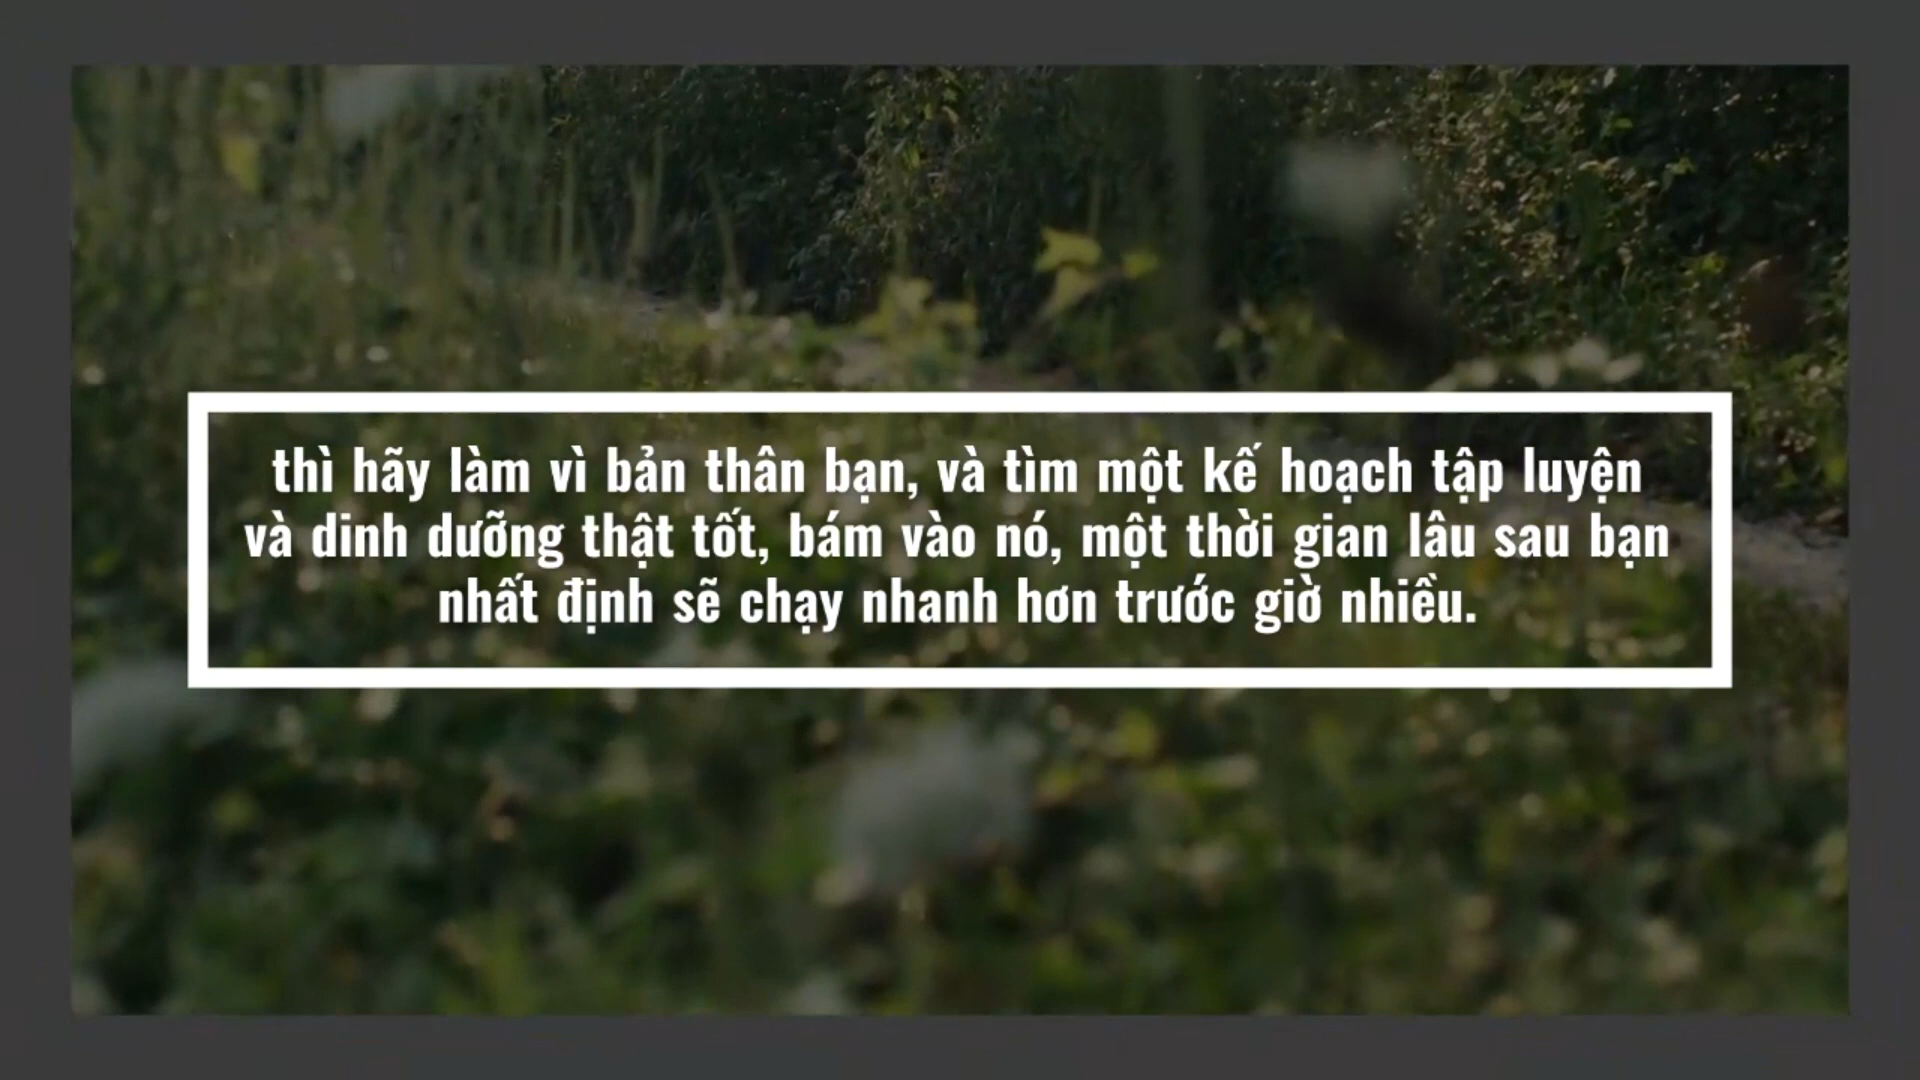 thì hãy làm vì bản thân bạn, và tìm một kế hoạch tập luyện
và dinh dưỡng thật tốt, bám vào nó, một thời gian lâu sau bạn
nhất định sẽ chạy nhanh hơn trước giờ nhiều.